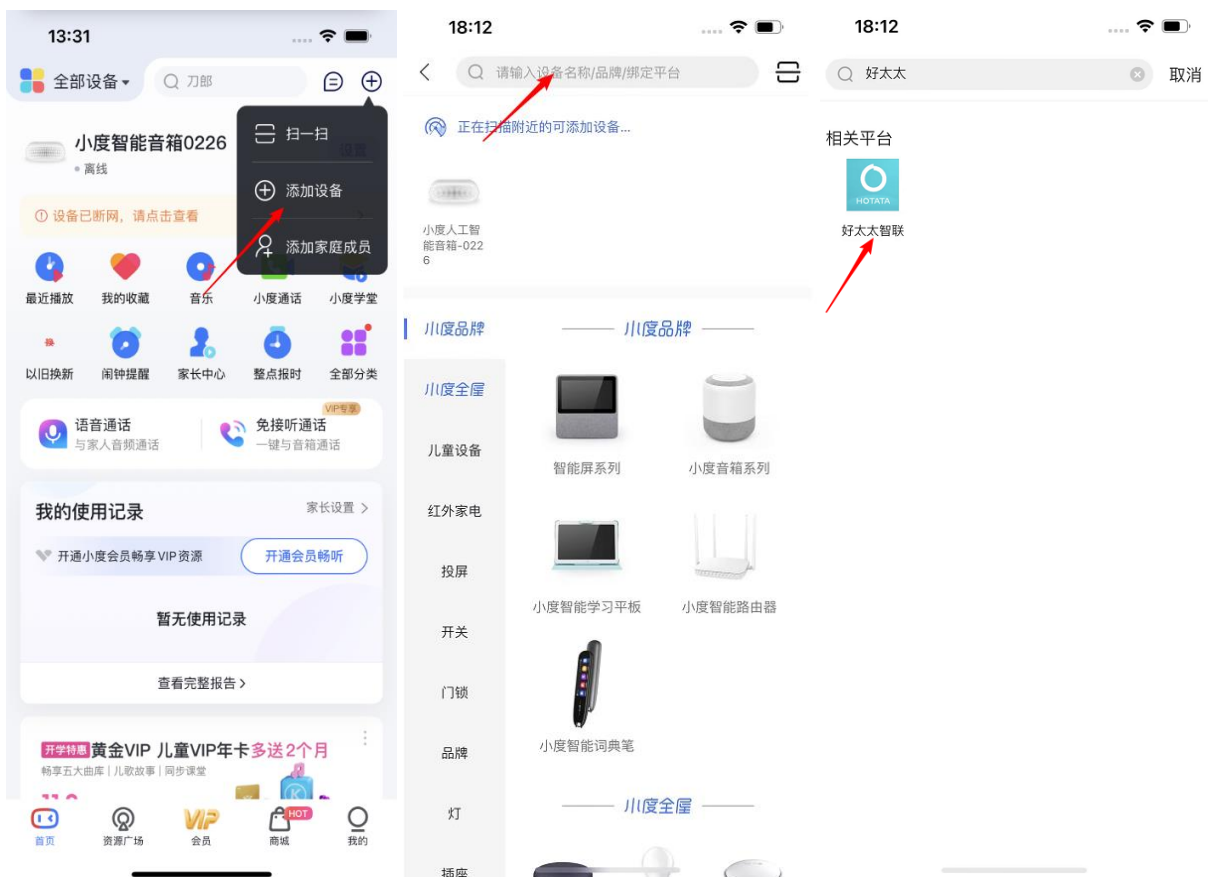 13:31
全部设备
刀郎
扫一扫
添加设备
添加家庭成员
小度智能音箱0226
离线
设备已断网，请点击查看
最近播放
我的收藏
音乐
小度通话
小度学堂
以旧换新
闹钟提醒
家长中心
整点报时
全部分类
语音通话
与家人音频通话
VIP专享
免接听通话
一键与音箱通话
我的使用记录
家长设置
开通小度会员畅享VIP资源
开通会员畅听
暂无使用记录
查看完整报告
开学特惠 黄金VIP 儿童VIP年卡多送2个月
畅享五大曲库 | 儿歌故事 | 同步课堂
首页
资源广场
VIP
会员
HOT
商城
我的
18:12
请输入设备名称/品牌/绑定平台
正在扫描附近的可添加设备...
小度人工智
能音箱-022
6
小度品牌
小度全屋
儿童设备
红外家电
投屏
开关
门锁
品牌
灯
插座
小度品牌
智能屏系列
小度音箱系列
小度智能学习平板
小度智能路由器
小度智能词典笔
小度全屋
18:12
好太太
取消
相关平台
HOTATA
好太太智联